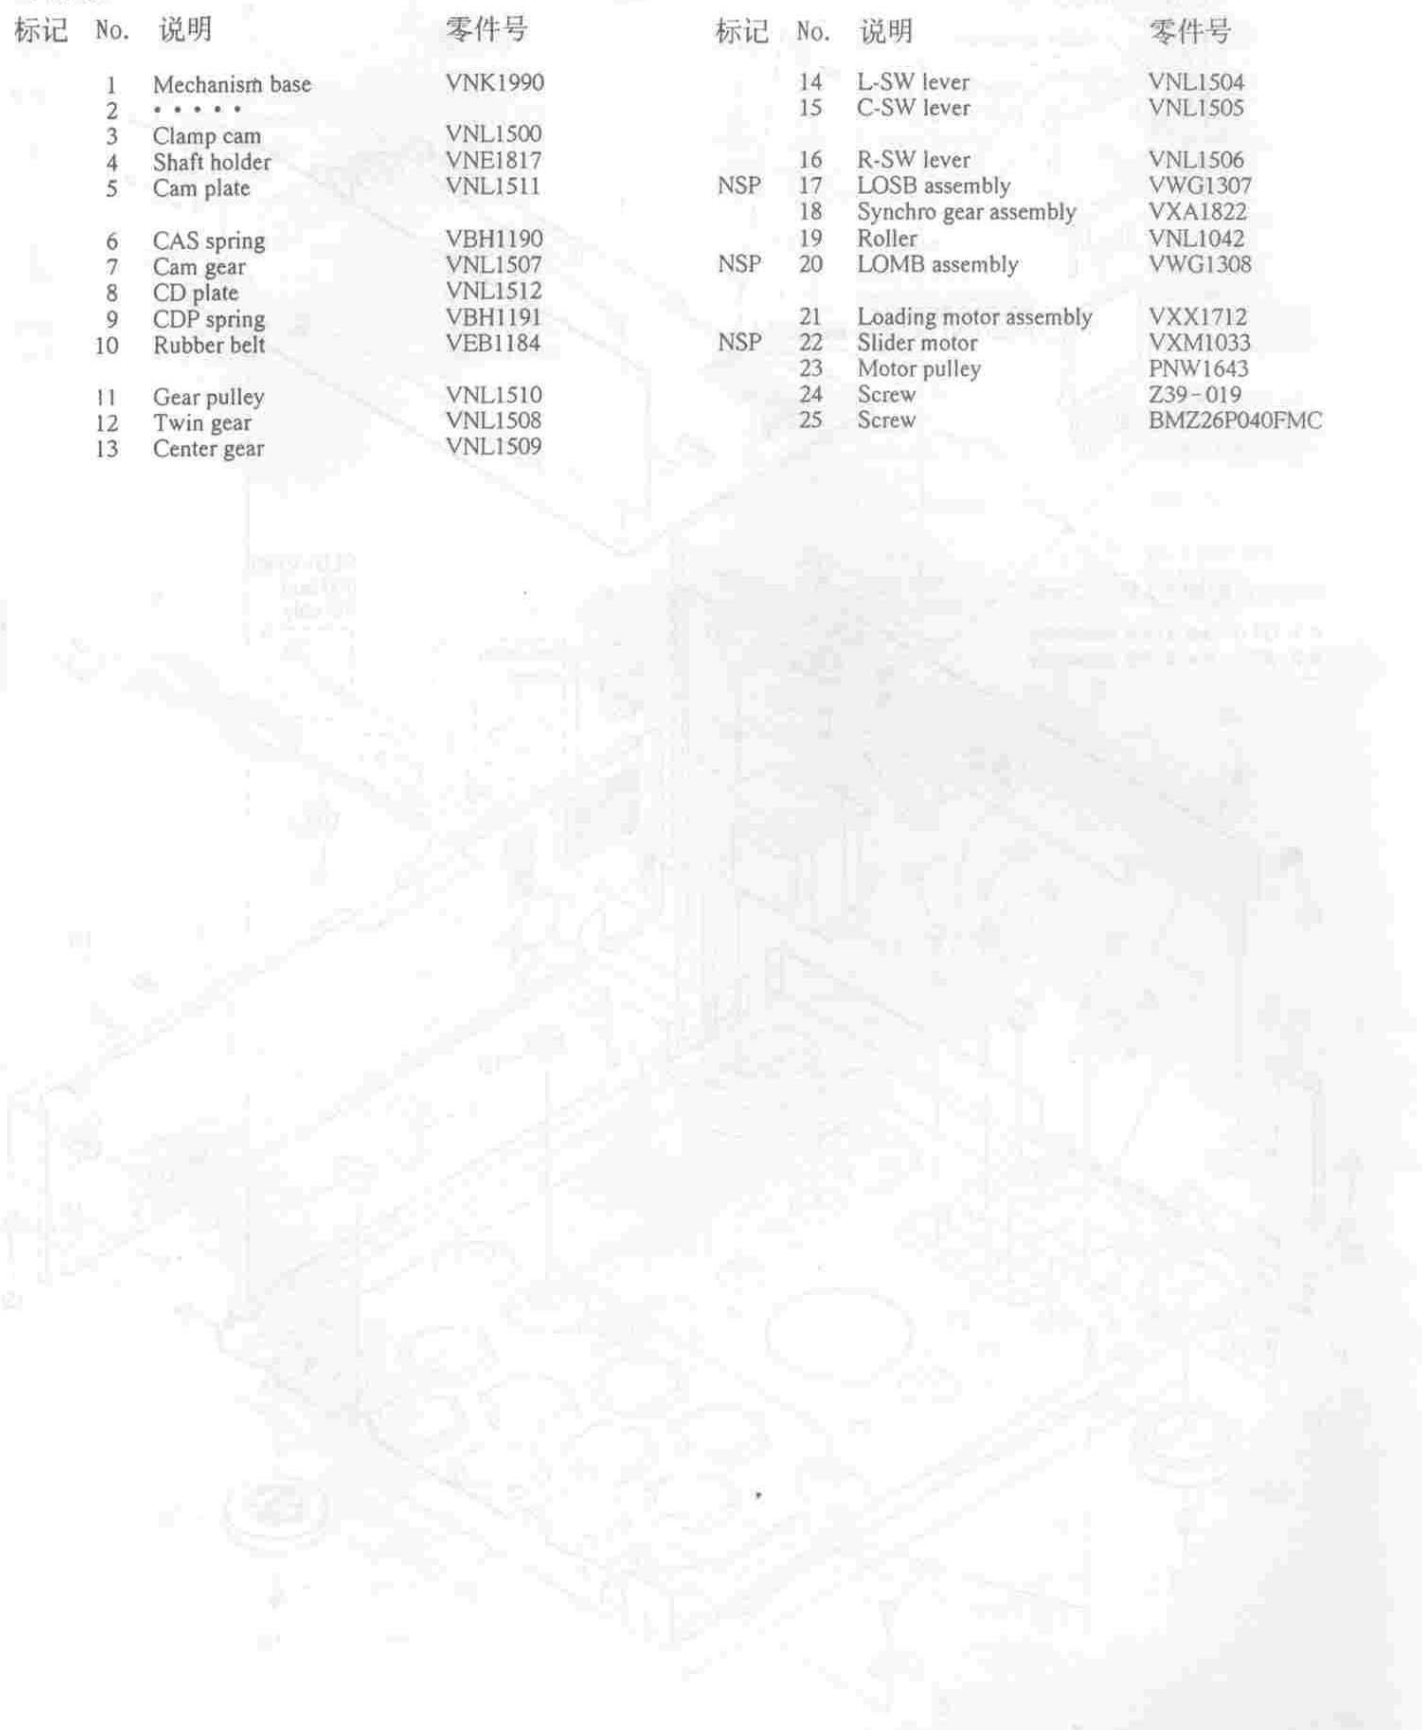 标记 No. 说明 零件号
1 Mechanism base VNK1990
2 • • • • •
3 Clamp cam VNL1500
4 Shaft holder VNE1817
5 Cam plate VNL1511
6 CAS spring VBH1190
7 Cam gear VNL1507
8 CD plate VNL1512
9 CDP spring VBH1191
10 Rubber belt VEB1184
11 Gear pulley VNL1510
12 Twin gear VNL1508
13 Center gear VNL1509
标记 No. 说明 零件号
14 L-SW lever VNL1504
15 C-SW lever VNL1505
16 R-SW lever VNL1506
NSP 17 LOSB assembly VWG1307
18 Synchro gear assembly VXA1822
19 Roller VNL1042
NSP 20 LOMB assembly VWG1308
21 Loading motor assembly VXX1712
NSP 22 Slider motor VXM1033
23 Motor pulley PNW1643
24 Screw Z39-019
25 Screw BMZ26P040FMC